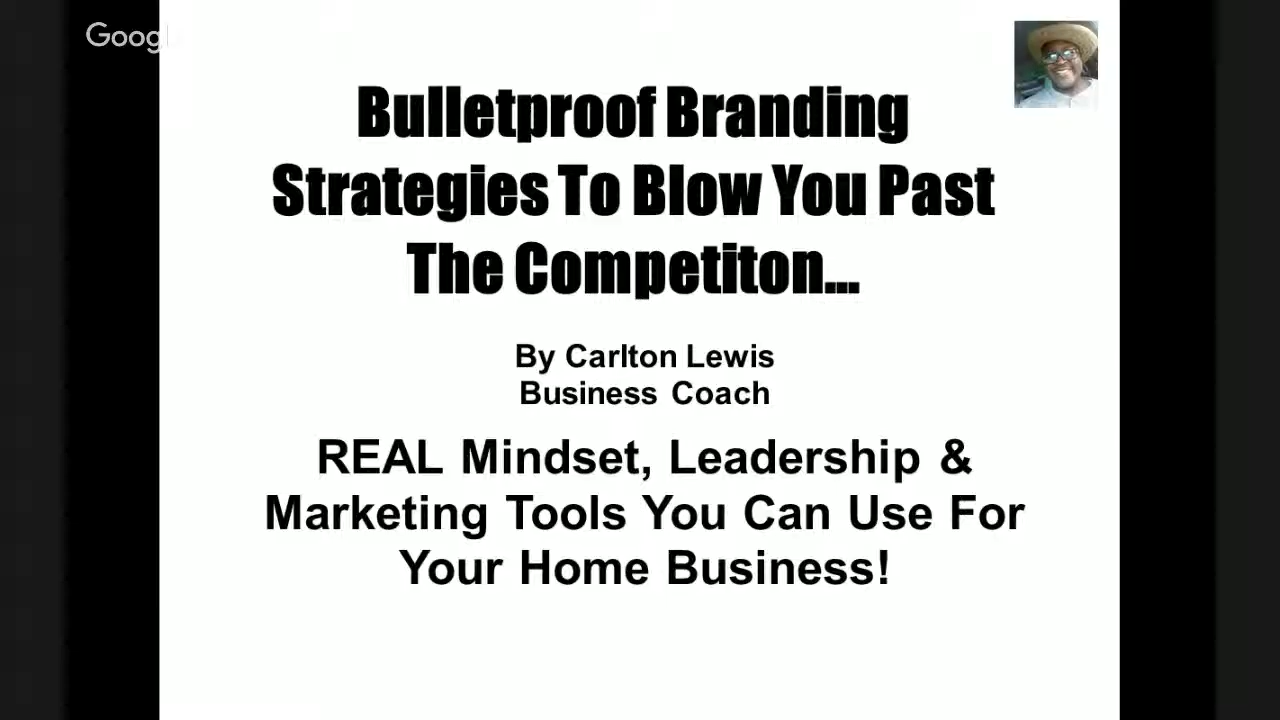 Google
Bulletproof Branding
Strategies To Blow You Past
The Competiton...
By Carlton Lewis
Business Coach
REAL Mindset, Leadership &
Marketing Tools You Can Use For
Your Home Business!